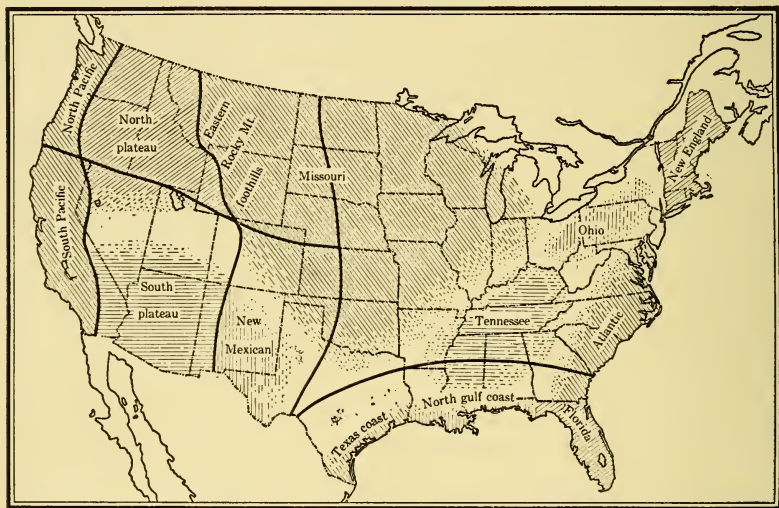 North Pacific
North
plateau
Eastern
Rocky Mt.
foothills
Missouri
New England
South Pacific
Ohio
South
plateau
New
Mexican
Tennessee
Atlantic
North gulf coast
Texas coast
Florida